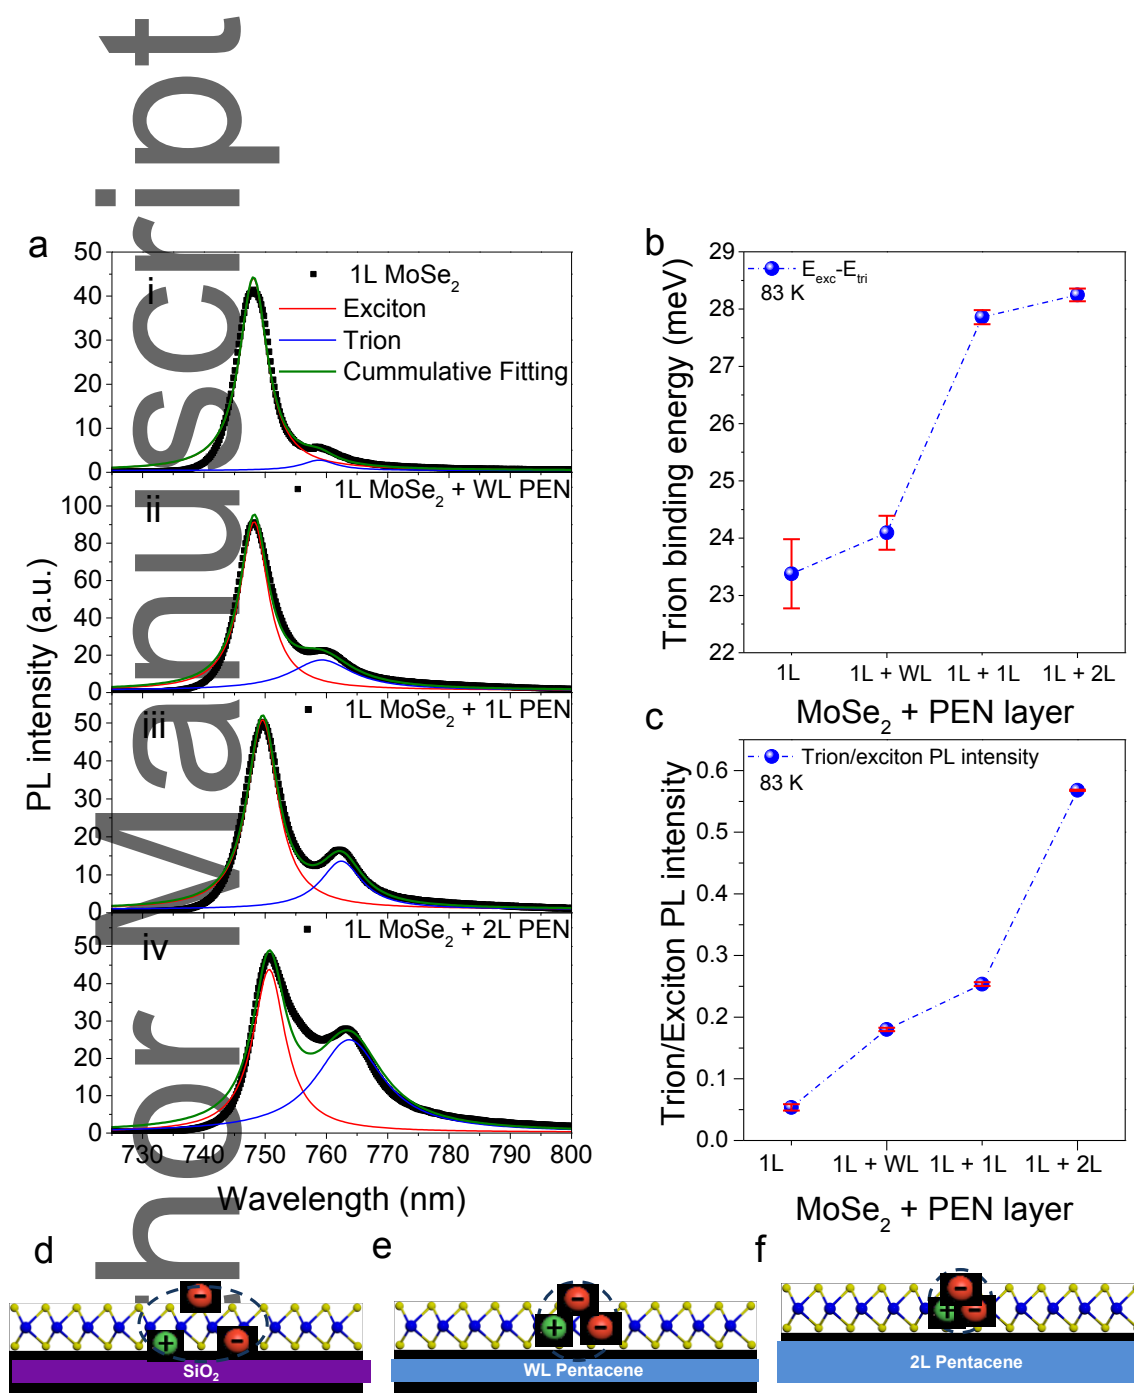 hor Manuscript
a
50
40
30
20
10
0
i
1L MoSe₂
Exciton
Trion
Cummulative Fitting
100
80
60
40
20
0
ii
1L MoSe₂ + WL PEN
50
40
30
20
10
0
iii
1L MoSe₂ + 1L PEN
50
40
30
20
10
0
iv
1L MoSe₂ + 2L PEN
PL intensity (a.u.)
730 740 750 760 770 780 790 800
Wavelength (nm)
b
29
28
27
26
25
24
23
22
E_exc-E_tri
83 K
Trion binding energy (meV)
1L 1L + WL 1L + 1L 1L + 2L
MoSe₂ + PEN layer
c
0.6
0.5
0.4
0.3
0.2
0.1
0.0
Trion/exciton PL intensity
83 K
Trion/Exciton PL intensity
1L 1L + WL 1L + 1L 1L + 2L
MoSe₂ + PEN layer
d
- + -
SiO₂
e
- + -
WL Pentacene
f
- + -
2L Pentacene